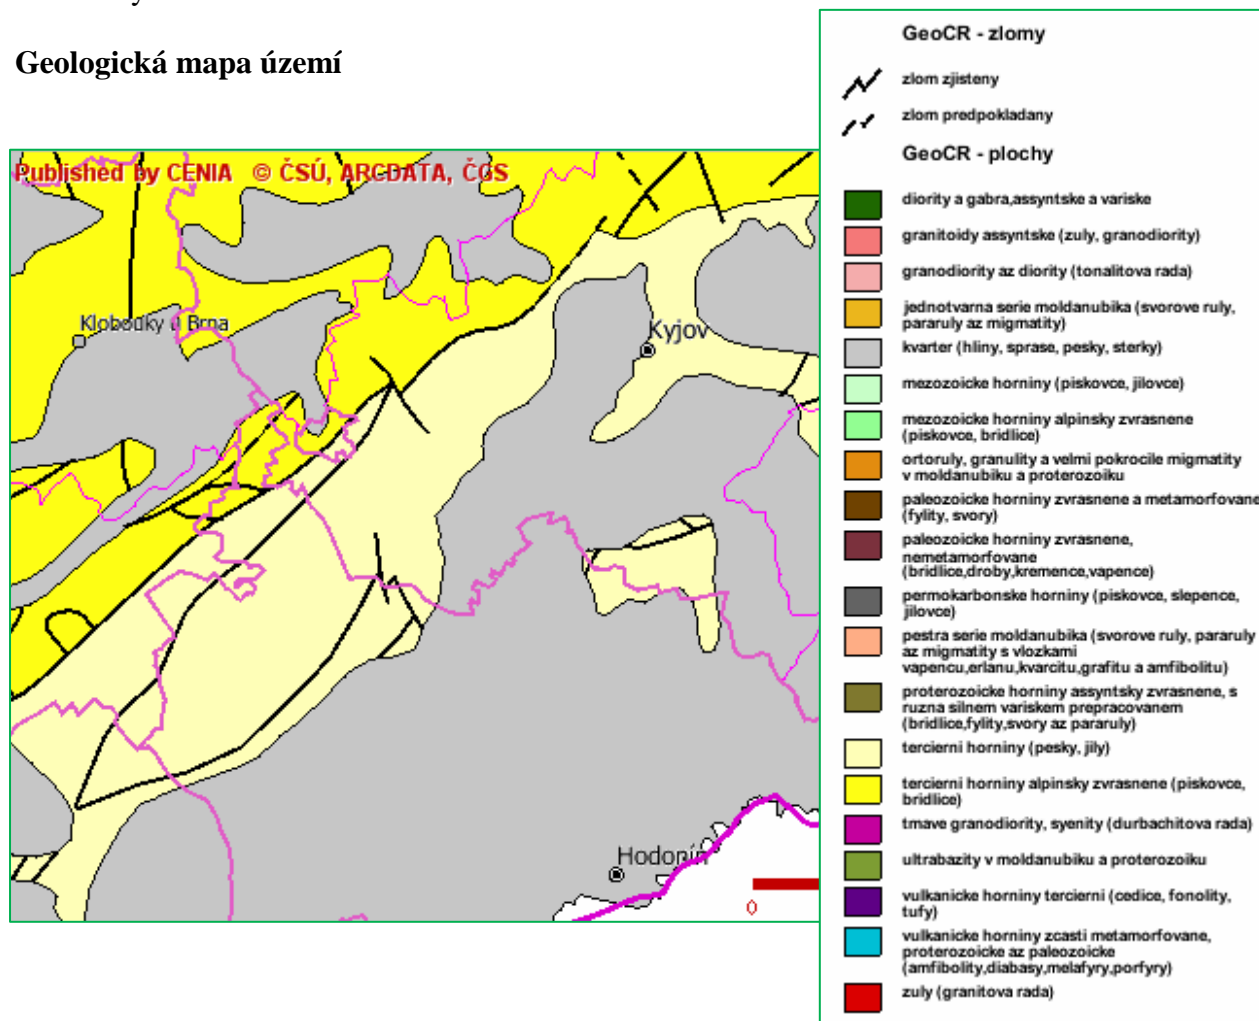 Geologická mapa území
Published by CENIA © ČSÚ, ARCDATA, ČGS
Klobouky u Brna
Kyjov
Hodonín
0
GeoCR - zlomy
zlom zjisteny
zlom predpokladany
GeoCR - plochy
diority a gabra,assyntske a variske
granitoidy assyntske (zuly, granodiority)
granodiority az diority (tonalitova rada)
jednotvarna serie moldanubika (svorove ruly,
pararuly az migmatity)
kvarter (hliny, sprase, pesky, sterky)
mezozoicke horniny (piskovce, jilovce)
mezozoicke horniny alpinsky zvrasnene
(piskovce, bridlice)
ortoruly, granulity a velmi pokrocile migmatity
v moldanubiku a proterozoiku
paleozoicke horniny zvrasnene a metamorfovane
(fylity, svory)
paleozoicke horniny zvrasnene,
nemetamorfovane
(bridlice,droby,kremence,vapence)
permokarbonske horniny (piskovce, slepence,
jilovce)
pestra serie moldanubika (svorove ruly, pararuly
az migmatity s vlozkami
vapencu,erlanu,kvarcitu,grafitu a amfibolitu)
proterozoicke horniny assyntsky zvrasnene, s
ruzna silnem variskem prepracovanem
(bridlice,fylity,svory az pararuly)
tercierni horniny (pesky, jily)
tercierni horniny alpinsky zvrasnene (piskovce,
bridlice)
tmave granodiority, syenity (durbachitova rada)
ultrabazity v moldanubiku a proterozoiku
vulkanicke horniny tercierni (cedice, fonolity,
tufy)
vulkanicke horniny zcasti metamorfovane,
proterozoicke az paleozoicke
(amfibolity,diabasy,melafyry,porfyry)
zuly (granitova rada)